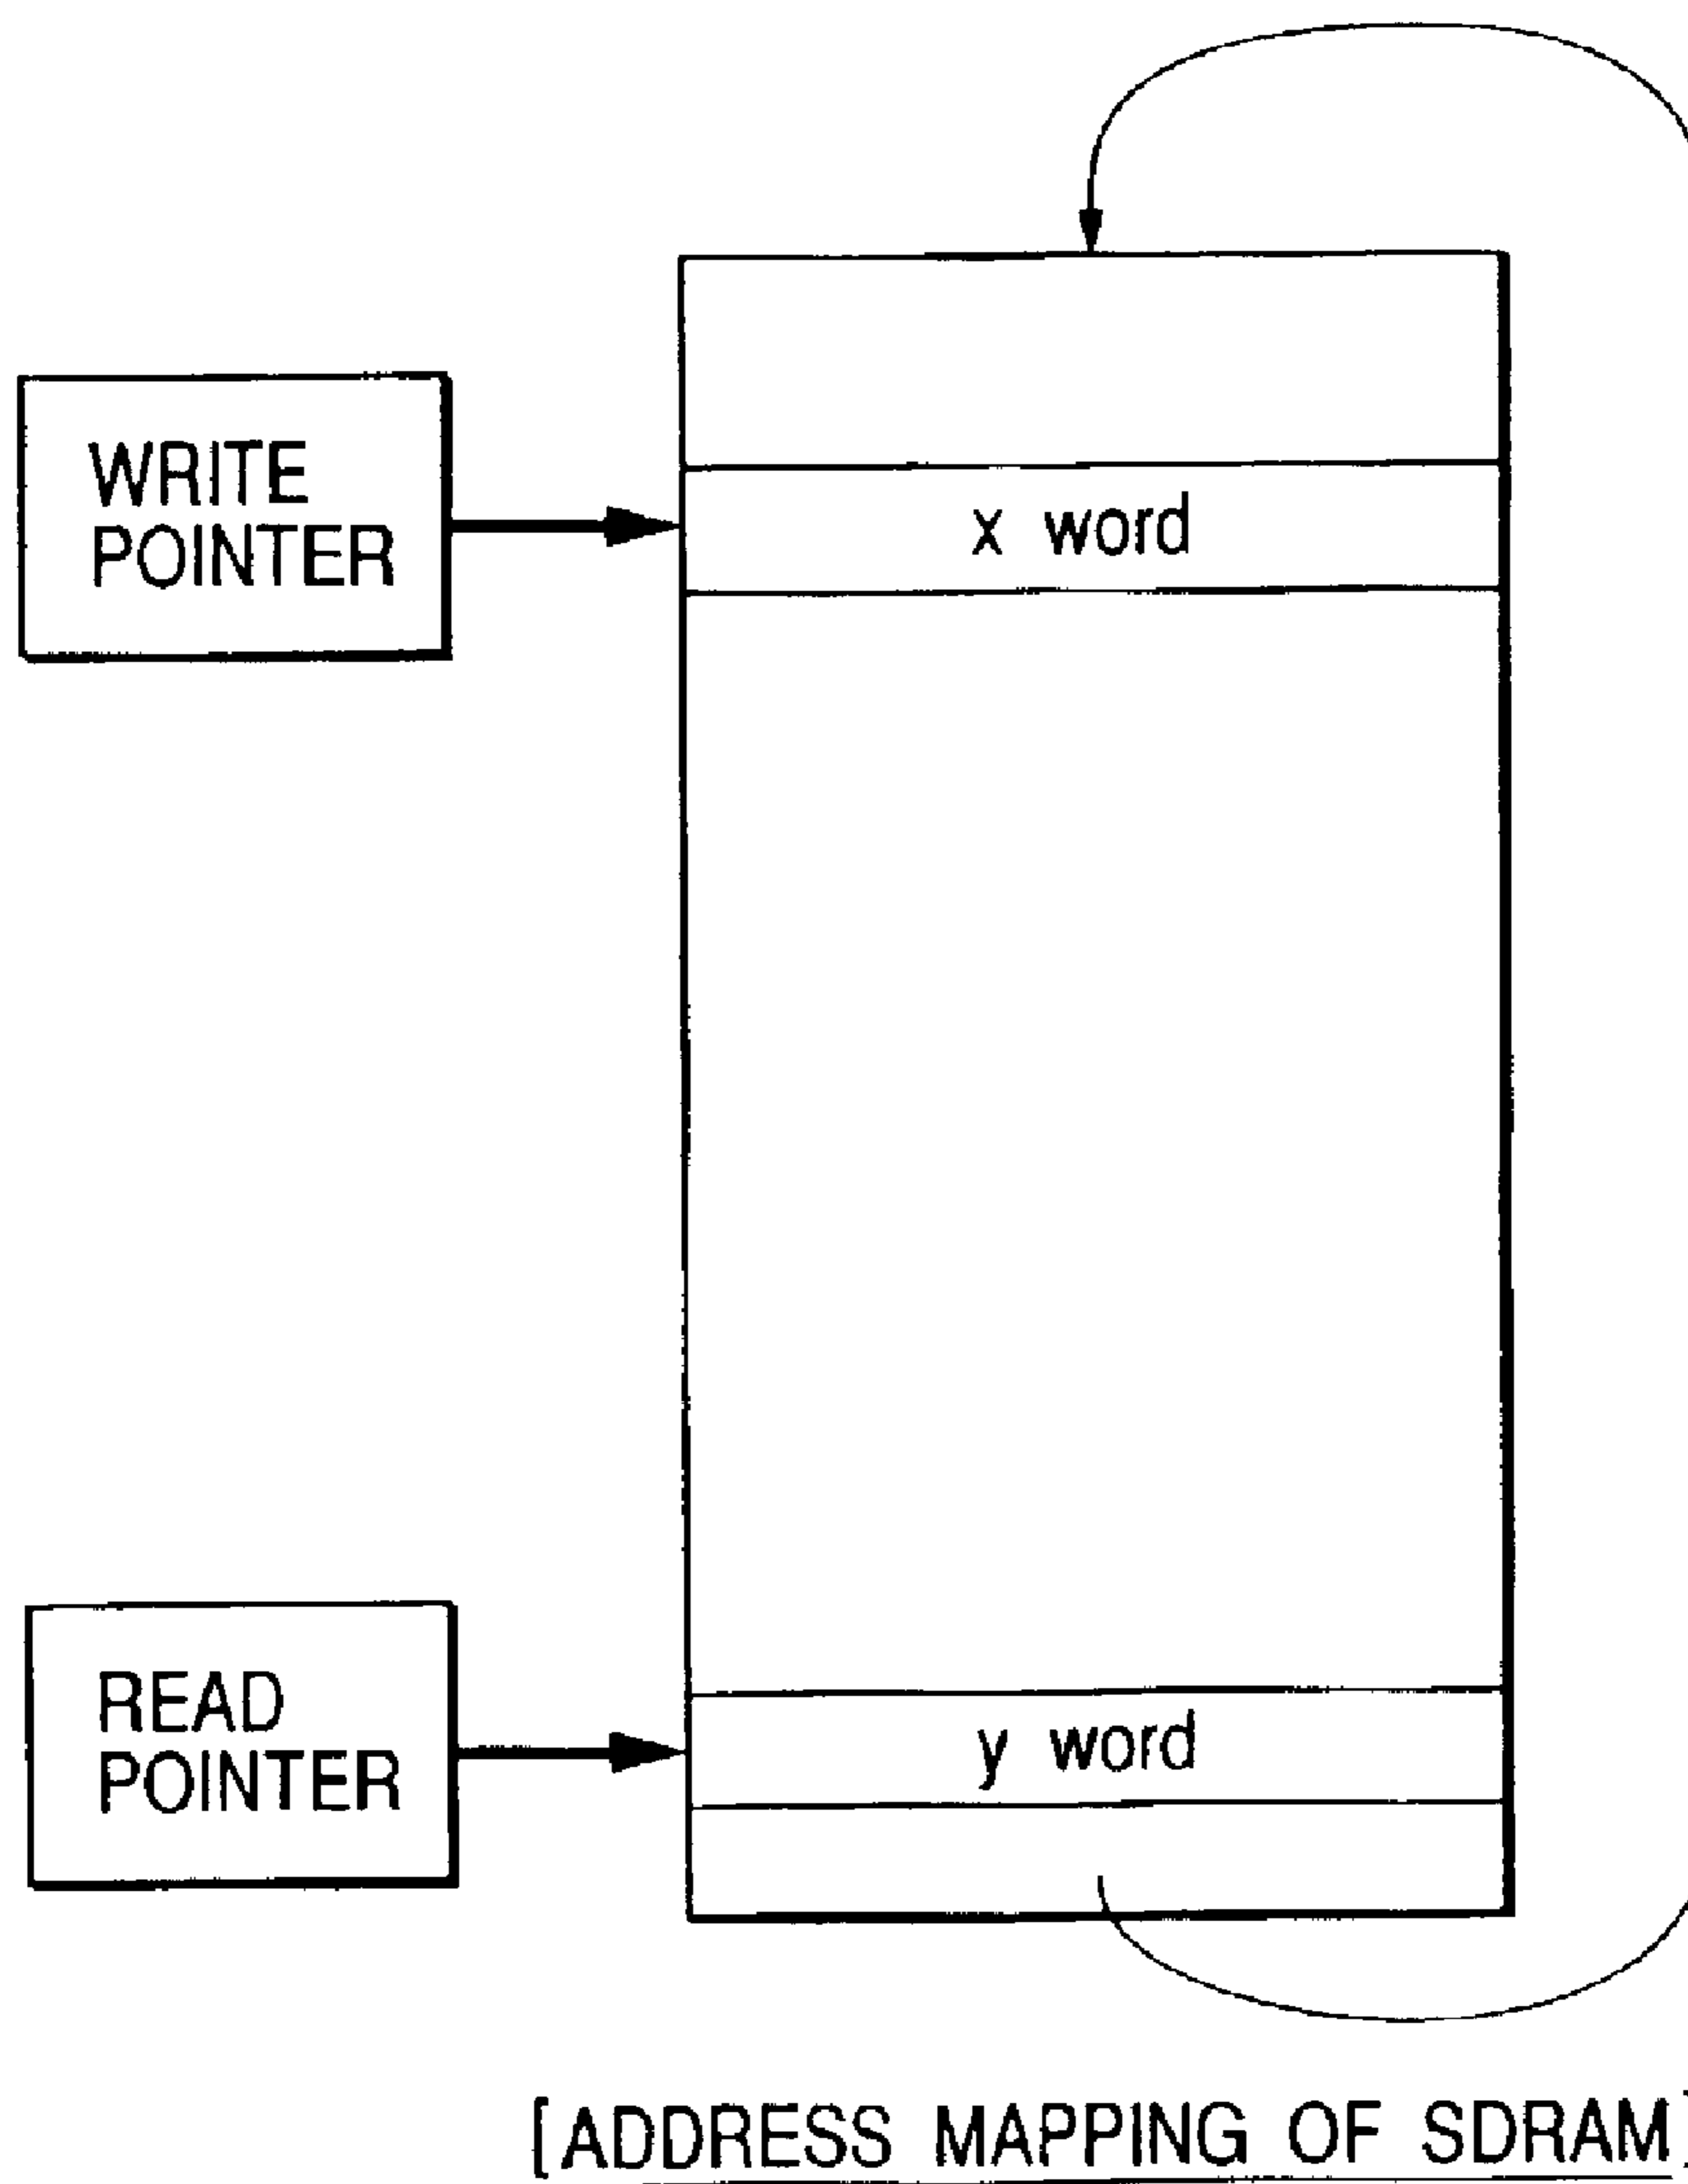 WRITE
POINTER
x word
READ
POINTER
y word
[ADDRESS MAPPING OF SDRAM]